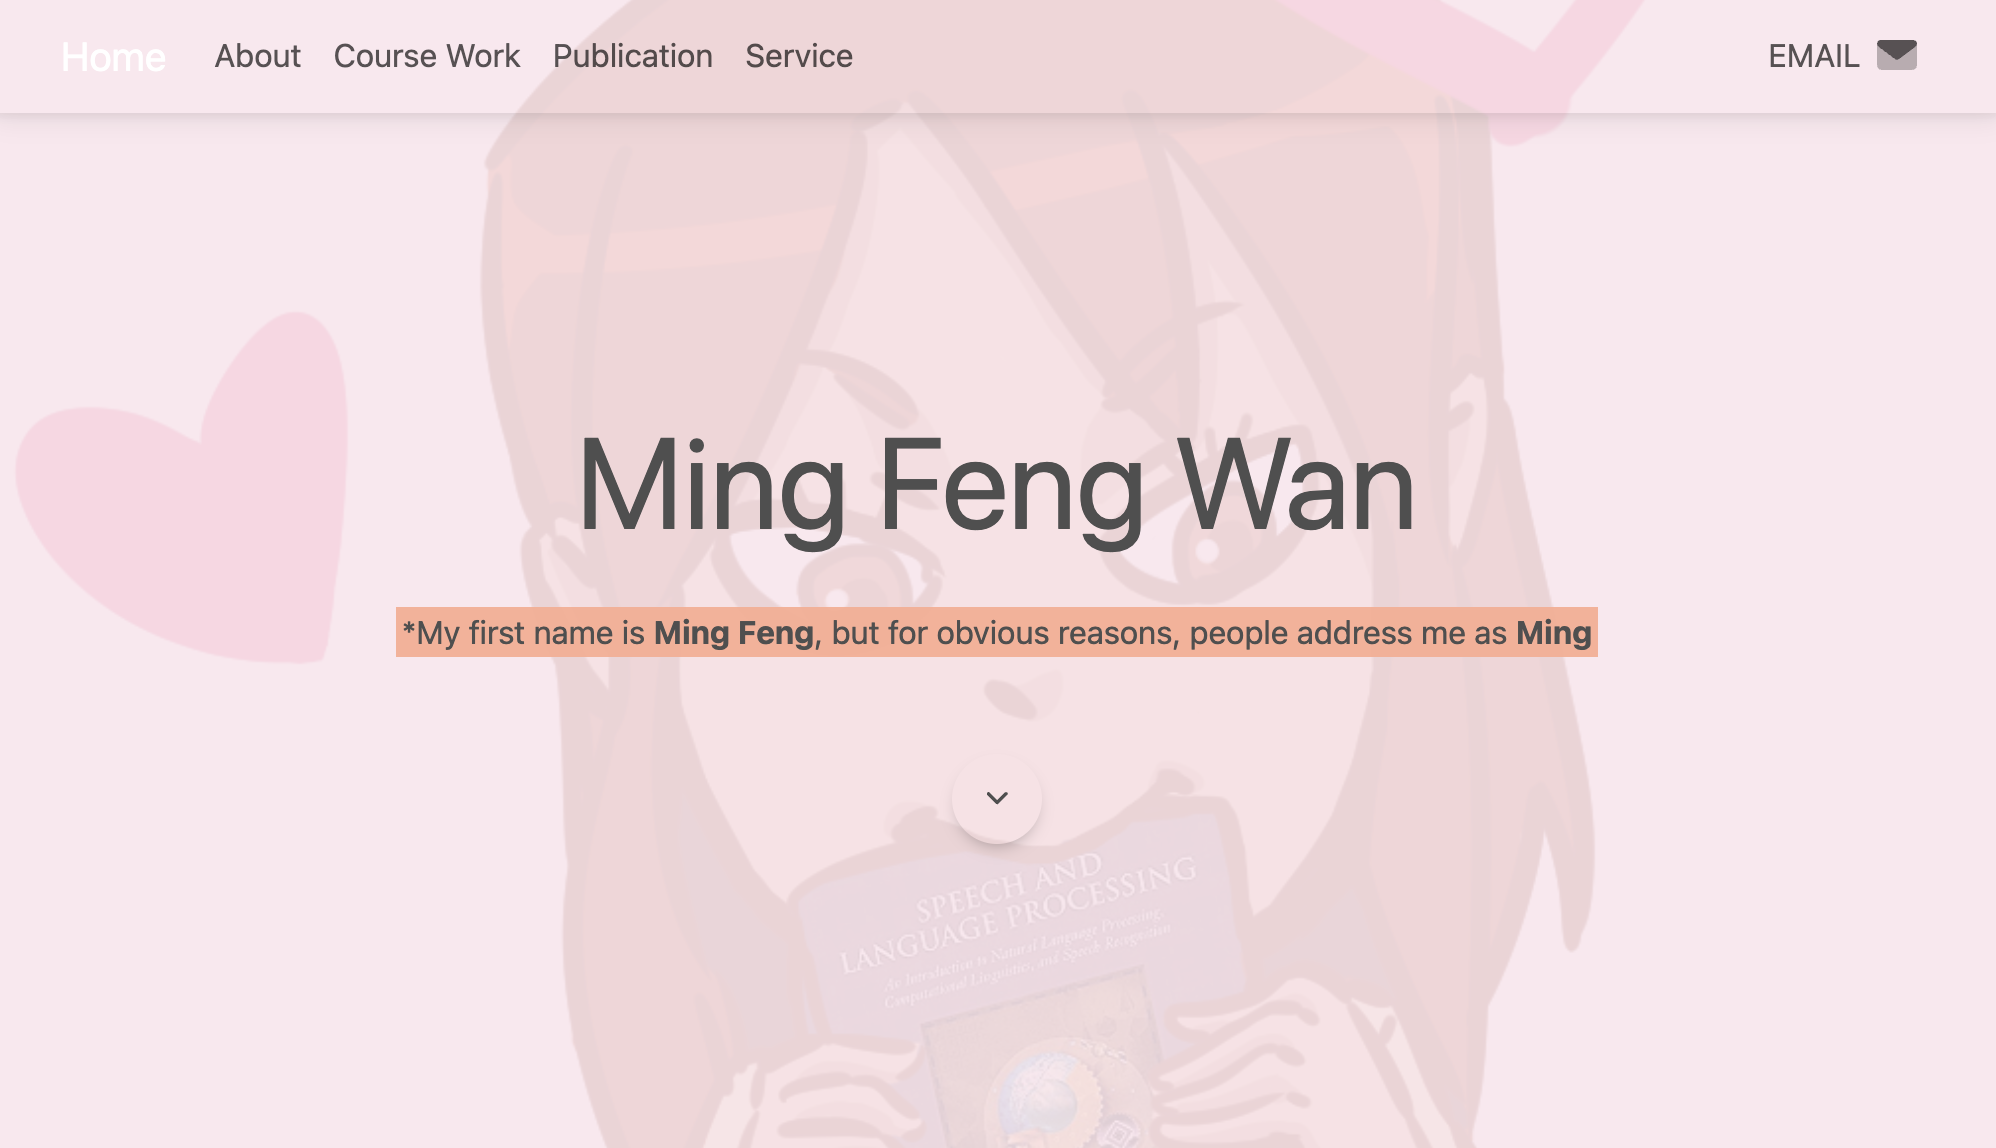 Home About Course Work Publication Service EMAIL
Ming Feng Wan
*My first name is Ming Feng, but for obvious reasons, people address me as Ming
SPEECH AND
LANGUAGE PROCESSING
An Introduction to Natural Language Processing,
Computational Linguistics, and Speech Recognition